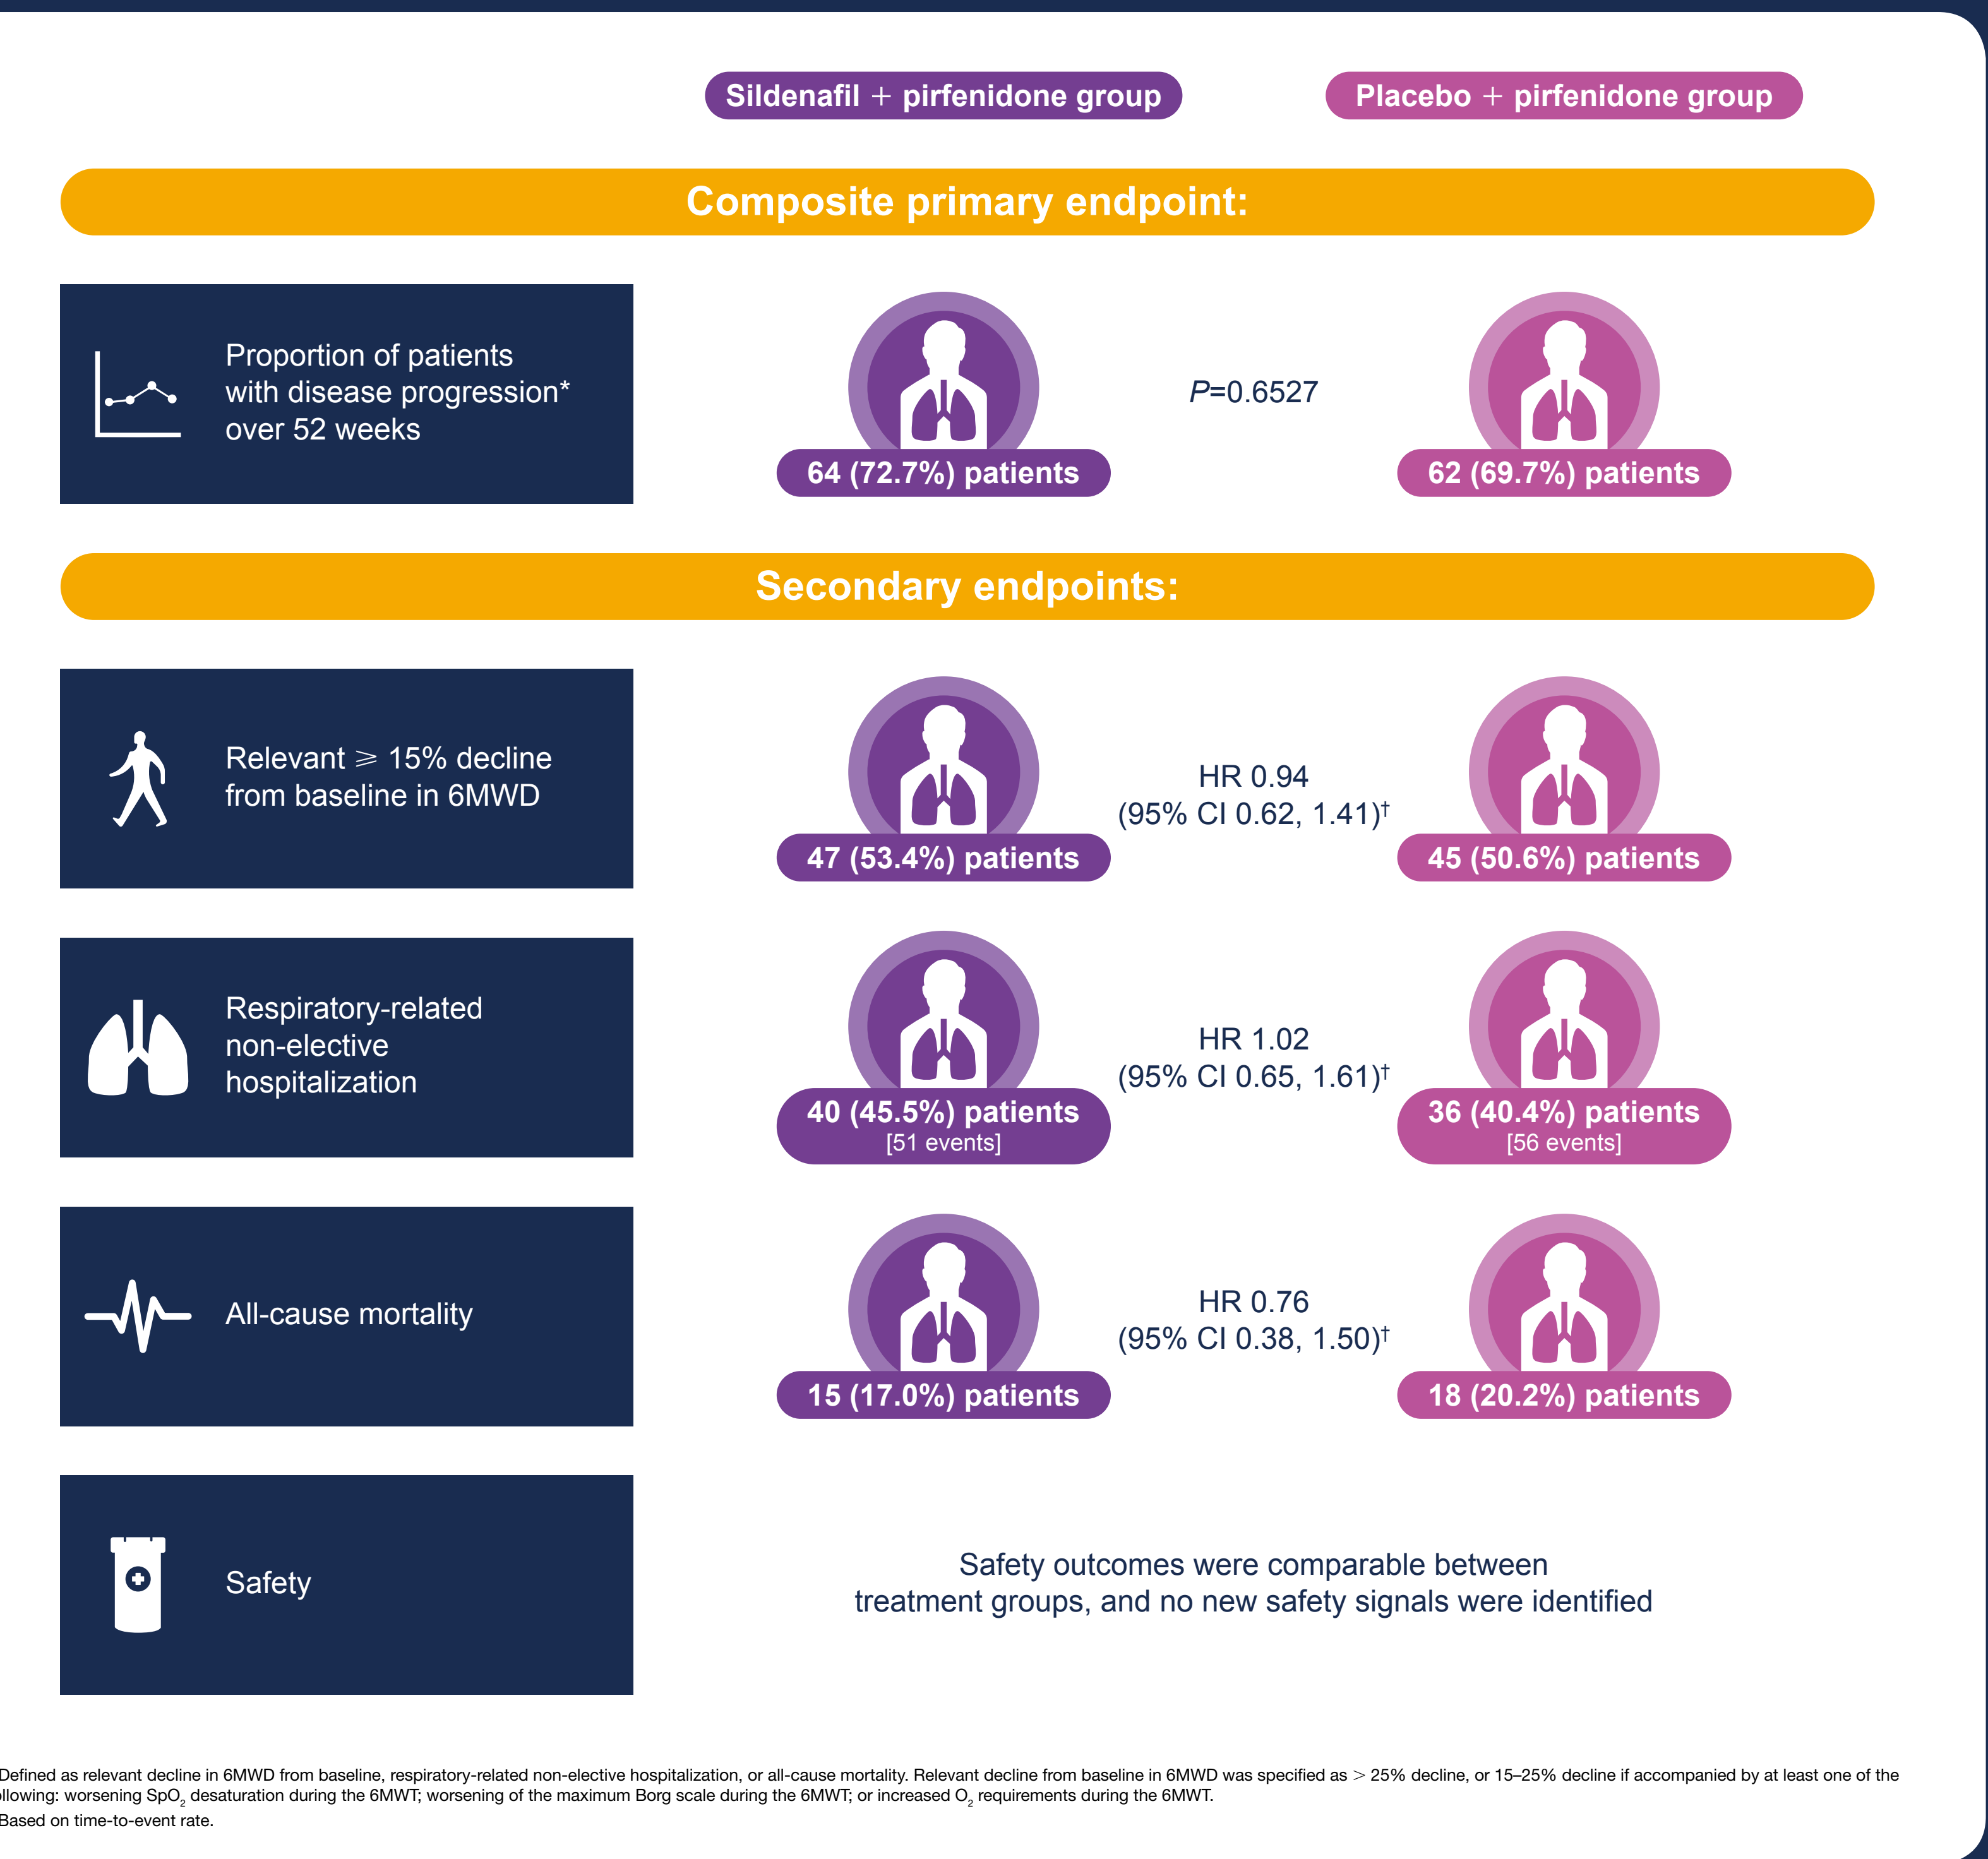 Sildenafil + pirfenidone group
Placebo + pirfenidone group
Composite primary endpoint:
Proportion of patients
with disease progression*
over 52 weeks
64 (72.7%) patients
P=0.6527
62 (69.7%) patients
Secondary endpoints:
Relevant ⩾ 15% decline
from baseline in 6MWD
47 (53.4%) patients
HR 0.94
(95% CI 0.62, 1.41)†
45 (50.6%) patients
Respiratory-related
non-elective
hospitalization
40 (45.5%) patients
[51 events]
HR 1.02
(95% CI 0.65, 1.61)†
36 (40.4%) patients
[56 events]
All-cause mortality
15 (17.0%) patients
HR 0.76
(95% CI 0.38, 1.50)†
18 (20.2%) patients
Safety
Safety outcomes were comparable between
treatment groups, and no new safety signals were identified
Defined as relevant decline in 6MWD from baseline, respiratory-related non-elective hospitalization, or all-cause mortality. Relevant decline from baseline in 6MWD was specified as > 25% decline, or 15–25% decline if accompanied by at least one of the
llowing: worsening SpO₂ desaturation during the 6MWT; worsening of the maximum Borg scale during the 6MWT; or increased O₂ requirements during the 6MWT.
Based on time-to-event rate.